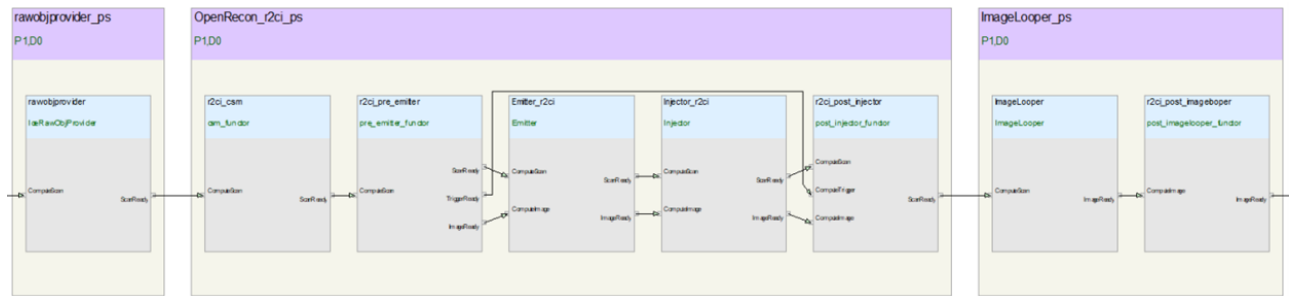 rawobjprovider_ps
P1,D0
rawobjprovider
IceRawObjProvider
ComputeScan
ScanReady
OpenRecon_r2ci_ps
P1,D0
r2ci_csm
csm_functor
ComputeScan
ScanReady
r2ci_pre_emitter
pre_emitter_functor
ComputeScan
ScanReady
TriggerReady
ImageReady
Emitter_r2ci
Emitter
ComputeScan
ComputeImage
ScanReady
ImageReady
Injector_r2ci
Injector
ComputeScan
ComputeImage
ScanReady
ImageReady
r2ci_post_injector
post_injector_functor
ComputeScan
ComputeTrigger
ComputeImage
ScanReady
ImageLooper_ps
P1,D0
ImageLooper
ImageLooper
ComputeScan
ImageReady
r2ci_post_imagelooper
post_imagelooper_functor
ComputeImage
ImageReady